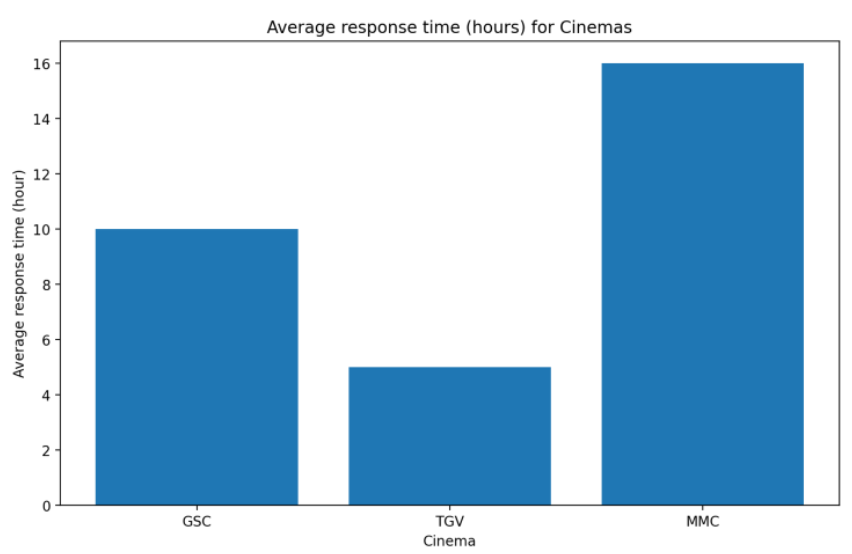 Average response time (hours) for Cinemas
Average response time (hour)
16
14
12
10
8
6
4
2
0
GSC TGV MMC
Cinema